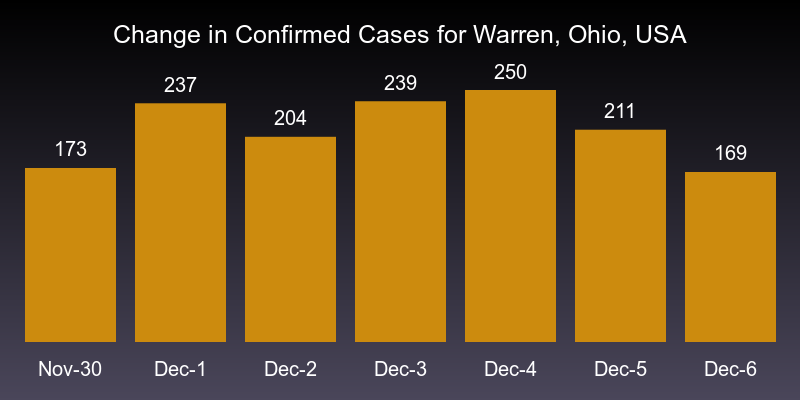 Change in Confirmed Cases for Warren, Ohio, USA
173 237 204 239 250 211 169
Nov-30 Dec-1 Dec-2 Dec-3 Dec-4 Dec-5 Dec-6